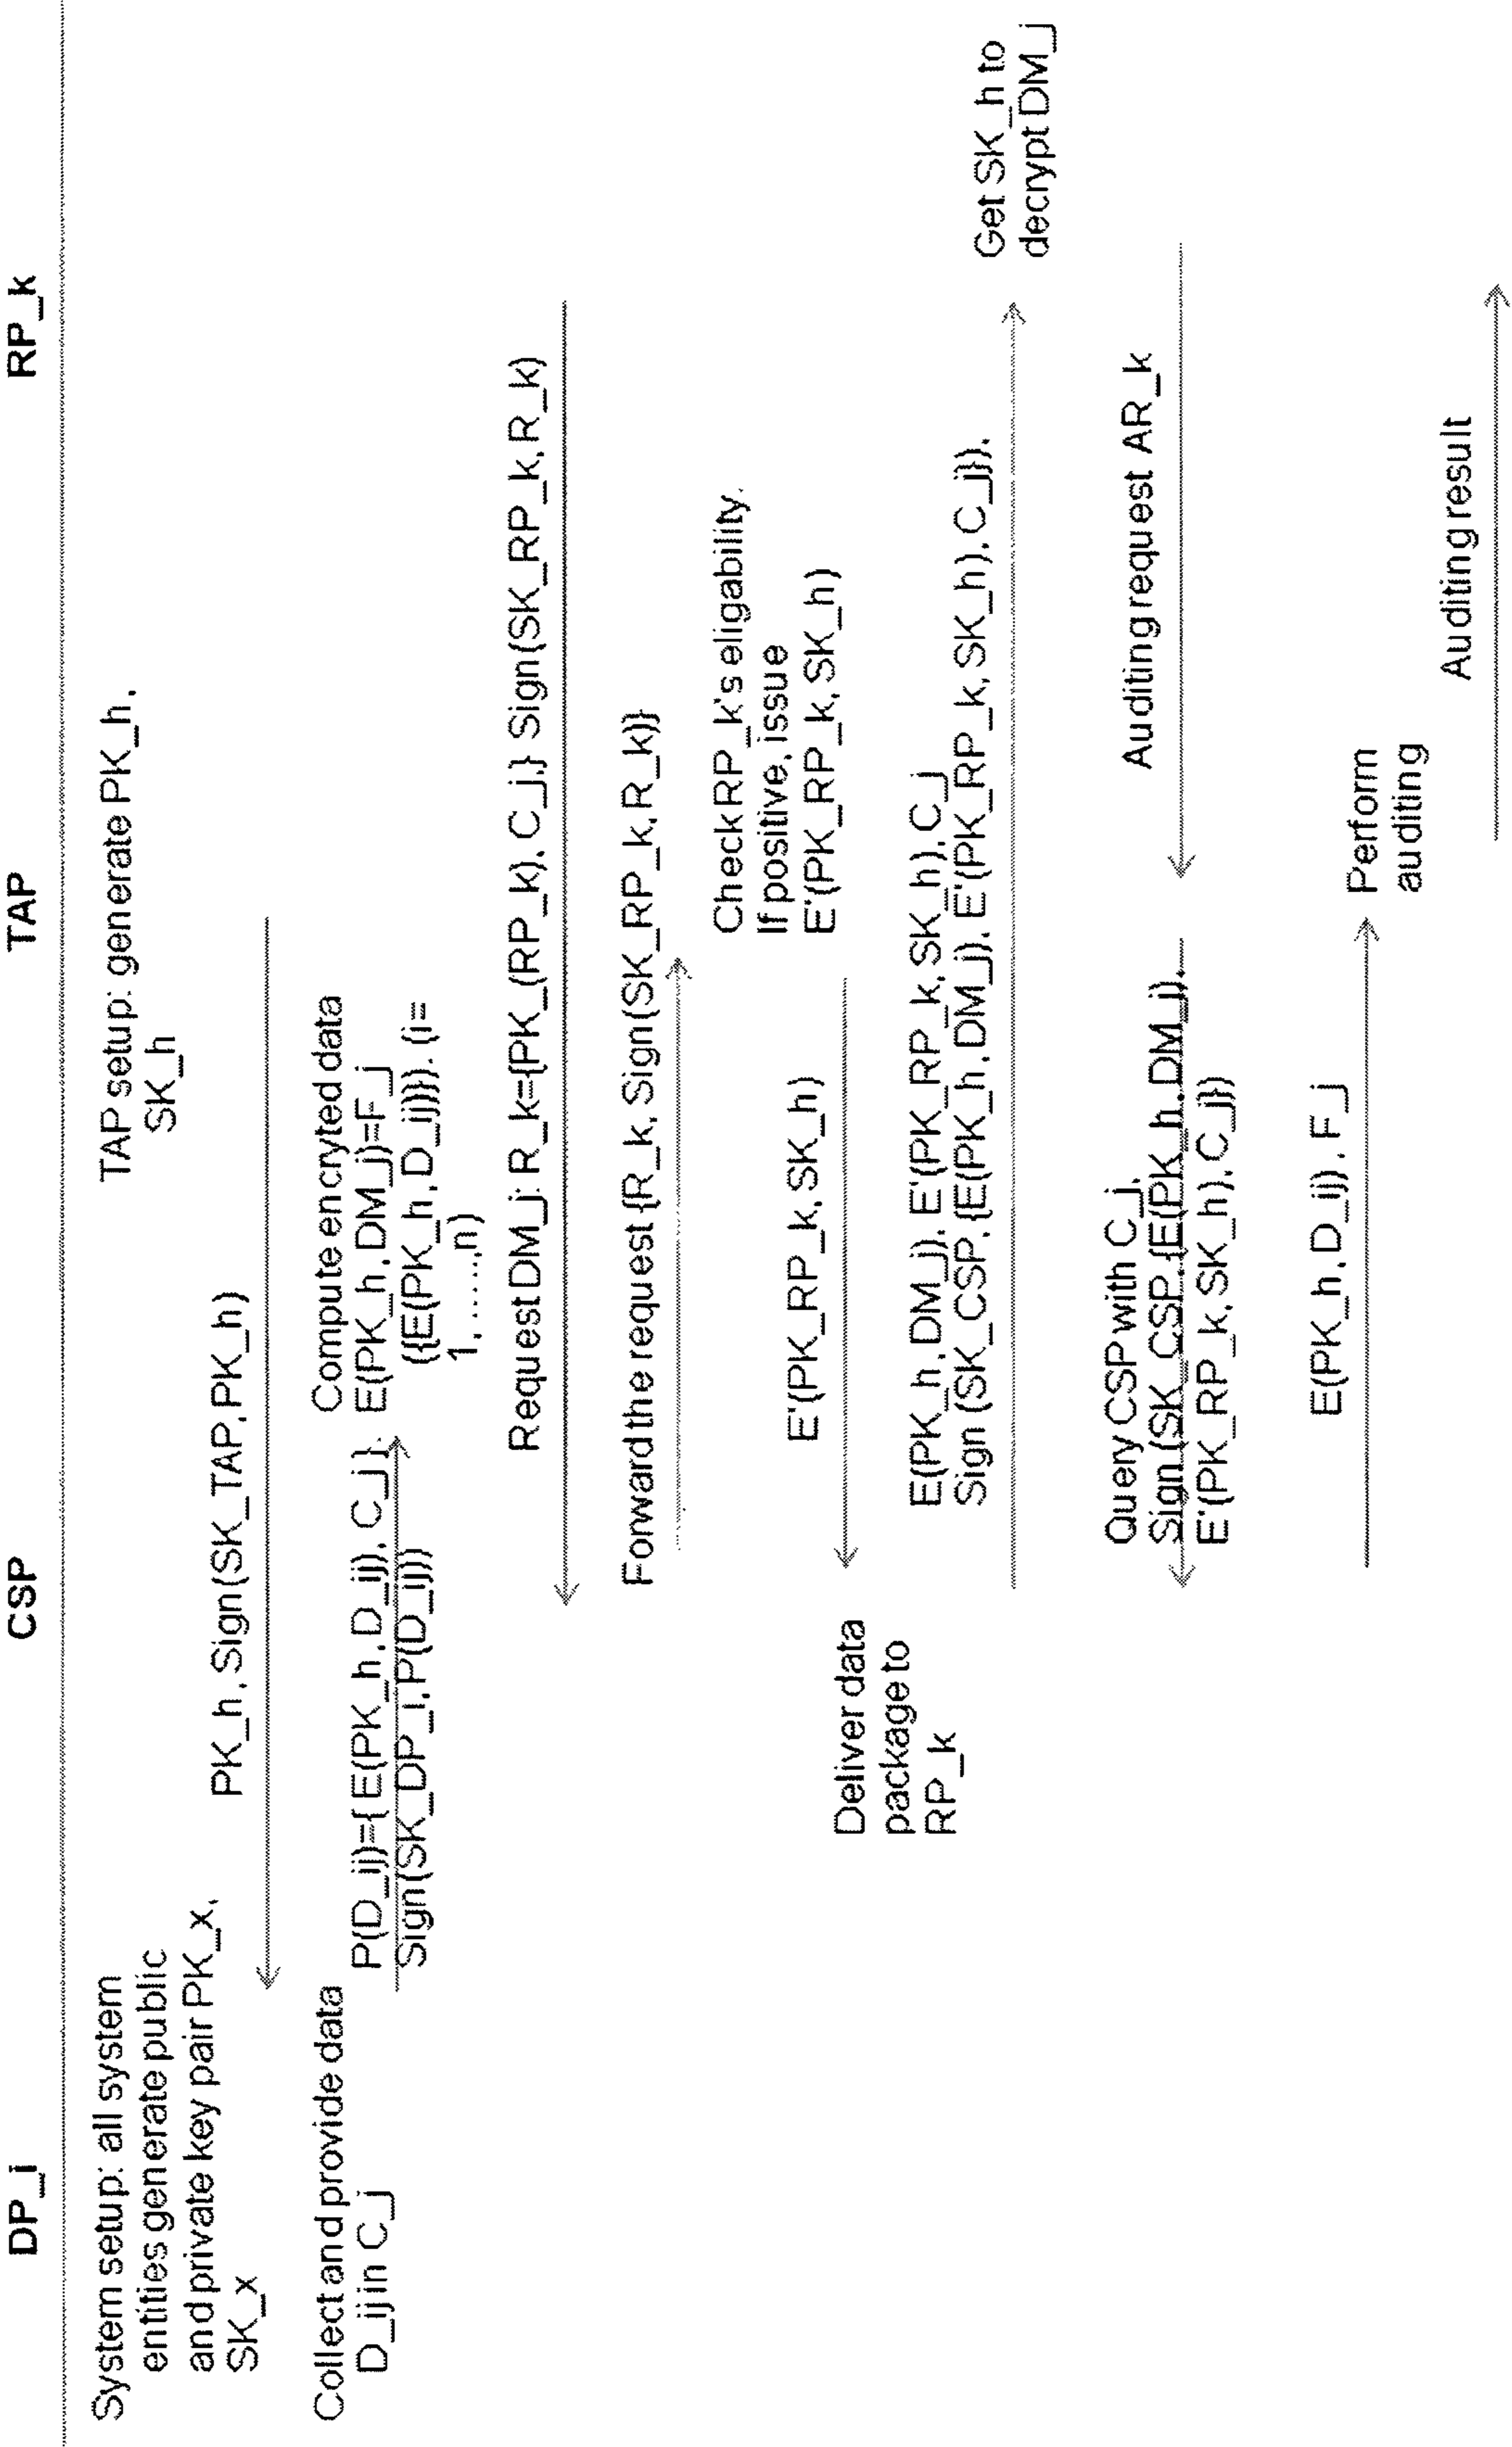 DP_i CSP TAP RP_k
System setup: all system
entities generate public
and private key pair PK_x,
SK_x
TAP setup: generate PK_h,
SK_h
PK_h, Sign(SK_TAP,PK_h)
Collect and provide data
D_ij in C_j
P(D_ij)={ E(PK_h, D_ij), C_j },
Sign(SK_DP_i,P(D_ij))
Compute encryted data
E(PK_h, DM_j)=F_j
({E(PK_h, D_ij)}), (i=
1,.....,n)
Request DM_j: R_k={PK_(RP_k), C_j,} Sign(SK_RP_k,R_k)
Forward the request {R_k, Sign(SK_RP_k,R_k)}
Check RP_k's eligability.
If positive, issue
E'(PK_RP_k, SK_h)
E'(PK_RP_k, SK_h)
Deliver data
package to
RP_k
E(PK_h, DM_j), E'(PK_RP_k, SK_h), C_j
Sign (SK_CSP, {E(PK_h, DM_j), E'(PK_RP_k, SK_h), C_j}),
Get SK_h to
decrypt DM_j
Auditing request AR_k
Query CSP with C_j,
Sign (SK_CSP, {E(PK_h, DM_j),
E'(PK_RP_k, SK_h), C_j})
E(PK_h, D_ij), F_j
Perform
auditing
Auditing result